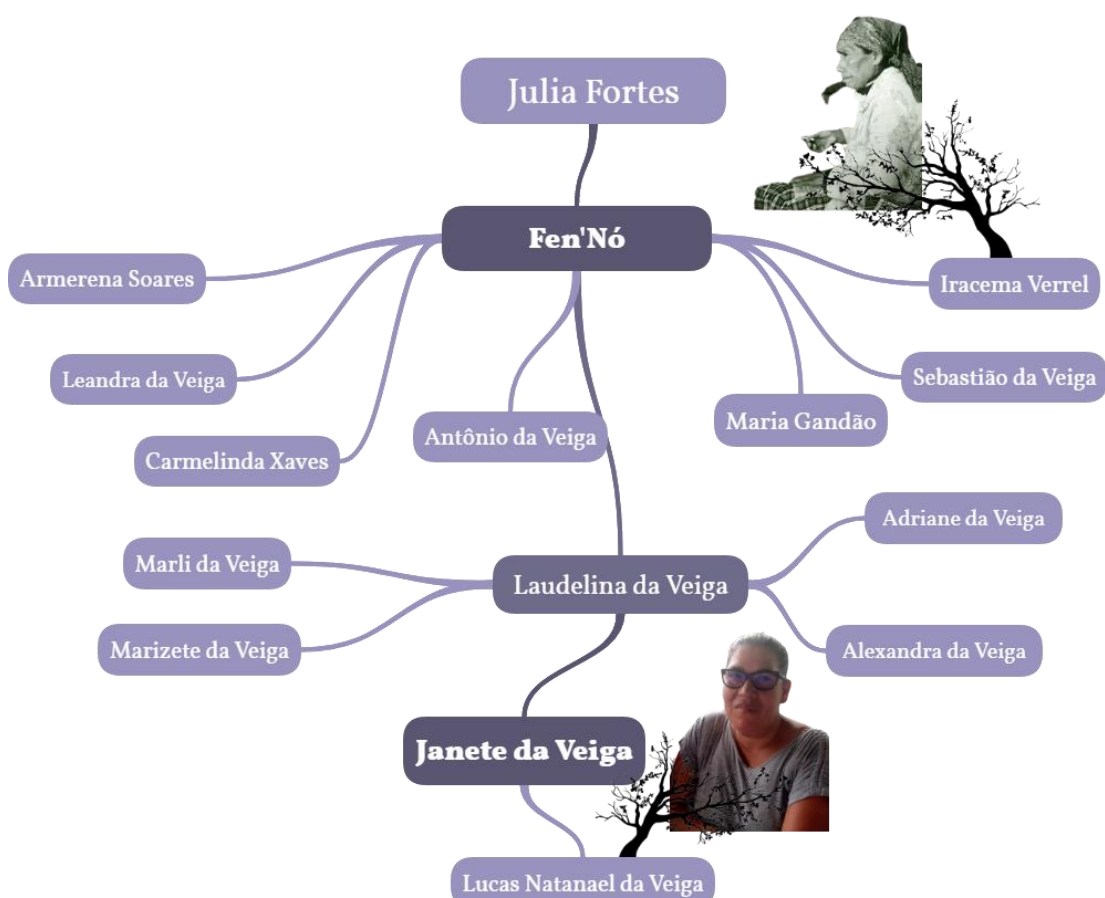 Julia Fortes
Fen'Nó
Armerena Soares
Iracema Verrel
Leandra da Veiga
Sebastião da Veiga
Carmelinda Xaves
Antônio da Veiga
Maria Gandão
Adriane da Veiga
Marli da Veiga
Laudelina da Veiga
Marizete da Veiga
Alexandra da Veiga
Janete da Veiga
Lucas Natanael da Veiga